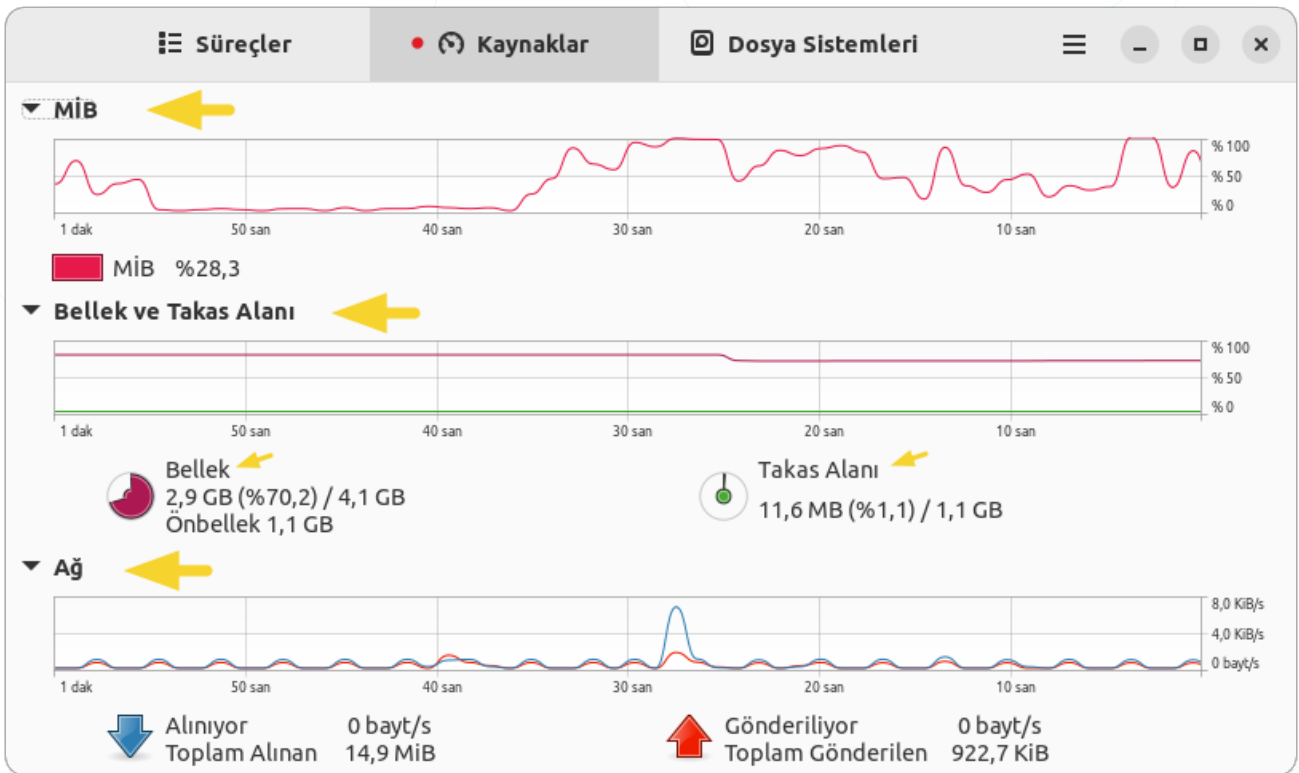 Süreçler Kaynaklar Dosya Sistemleri
MİB
% 100
% 50
% 0
1 dak 50 san 40 san 30 san 20 san 10 san
MİB %28,3
Bellek ve Takas Alanı
% 100
% 50
% 0
1 dak 50 san 40 san 30 san 20 san 10 san
Bellek
2,9 GB (%70,2) / 4,1 GB
Önbellek 1,1 GB
Takas Alanı
11,6 MB (%1,1) / 1,1 GB
Ağ
8,0 KiB/s
4,0 KiB/s
0 bayt/s
1 dak 50 san 40 san 30 san 20 san 10 san
Alınıyor 0 bayt/s
Toplam Alınan 14,9 MiB
Gönderiliyor 0 bayt/s
Toplam Gönderilen 922,7 KiB